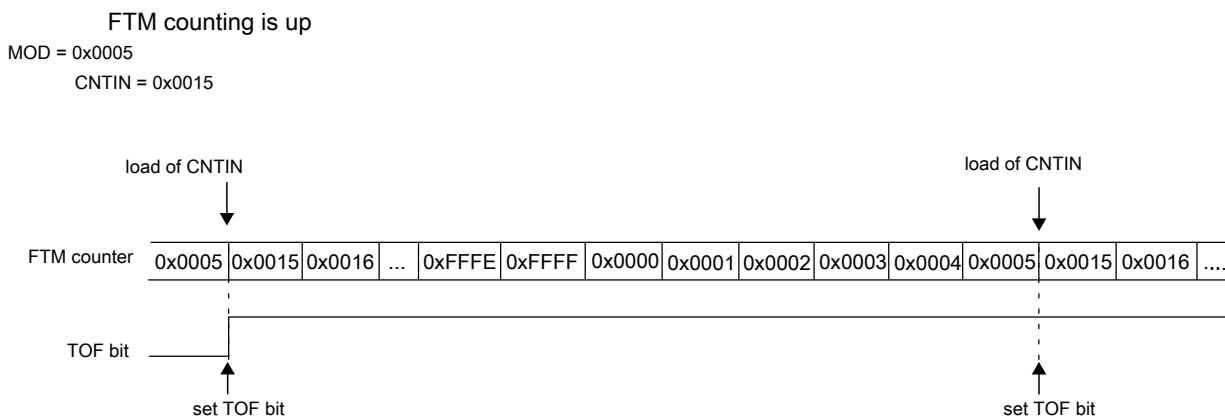 FTM counting is up
MOD = 0x0005
CNTIN = 0x0015
load of CNTIN load of CNTIN
FTM counter 0x0005 0x0015 0x0016 ... 0xFFFE 0xFFFF 0x0000 0x0001 0x0002 0x0003 0x0004 0x0005 0x0015 0x0016 ....
TOF bit
set TOF bit set TOF bit